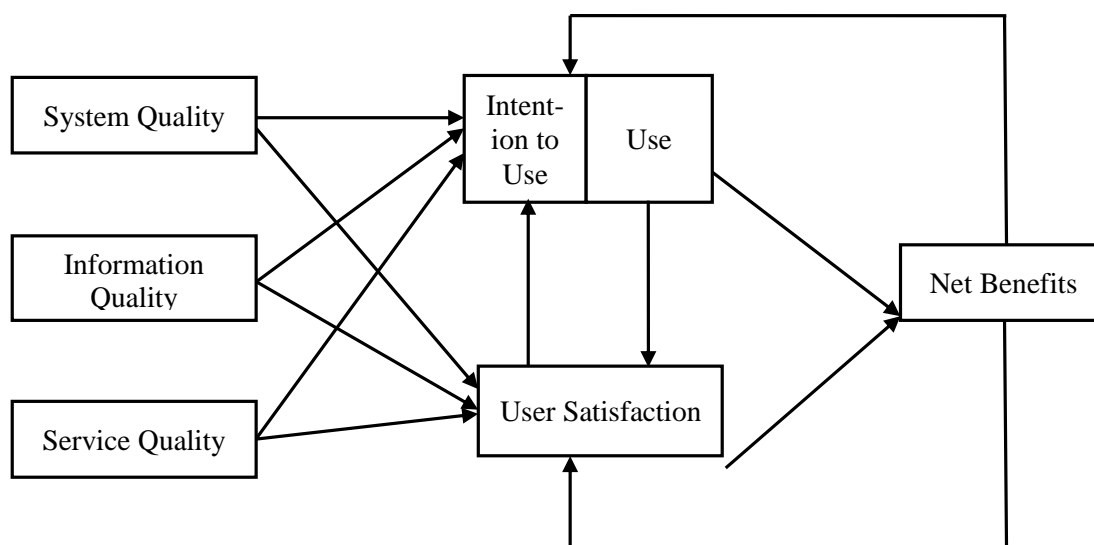 System Quality
Intent-
ion to
Use
Use
Information
Quality
Net Benefits
User Satisfaction
Service Quality